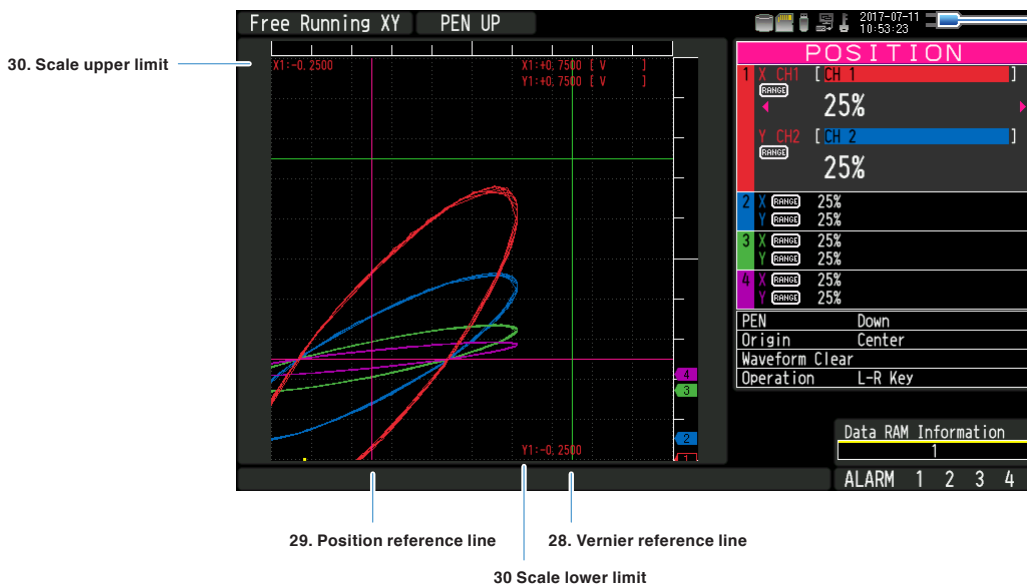 Free Running XY PEN UP 2017-07-11
10:53:23
30. Scale upper limit
X1:-0.2500 X1:+0.7500 [ V ]
Y1:+0.7500 [ V ]
POSITION
1 X CH1 [CH 1 ]
RANGE
25%
Y CH2 [CH 2 ]
RANGE
25%
2 X RANGE 25%
Y RANGE 25%
3 X RANGE 25%
Y RANGE 25%
4 X RANGE 25%
Y RANGE 25%
PEN Down
Origin Center
Waveform Clear
Operation L-R Key
4
3
2
1
Y1:-0.2500
Data RAM Information
1
ALARM 1 2 3 4
29. Position reference line
28. Vernier reference line
30 Scale lower limit